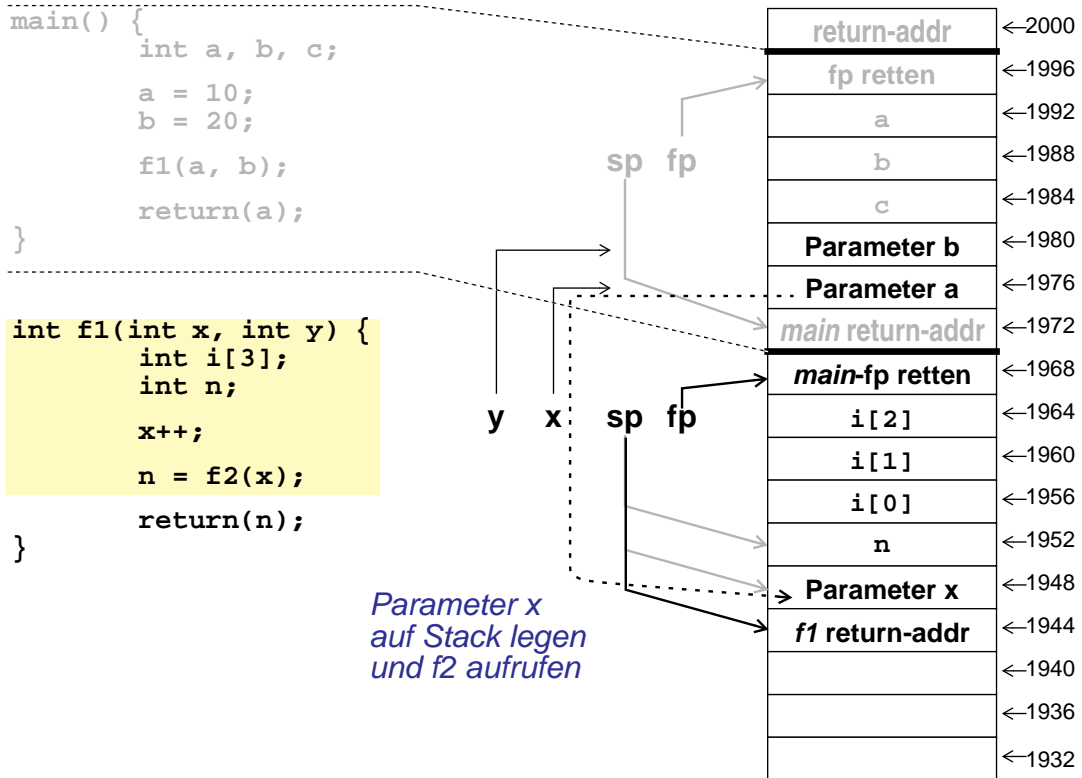 main() {
int a, b, c;
a = 10;
b = 20;
f1(a, b);
return(a);
}
int f1(int x, int y) {
int i[3];
int n;
x++;
n = f2(x);
return(n);
}
Parameter x
auf Stack legen
und f2 aufrufen
sp fp
y x sp fp
return-addr 2000
fp retten 1996
a 1992
b 1988
c 1984
Parameter b 1980
Parameter a 1976
main return-addr 1972
main-fp retten 1968
i[2] 1964
i[1] 1960
i[0] 1956
n 1952
Parameter x 1948
f1 return-addr 1944
1940
1936
1932